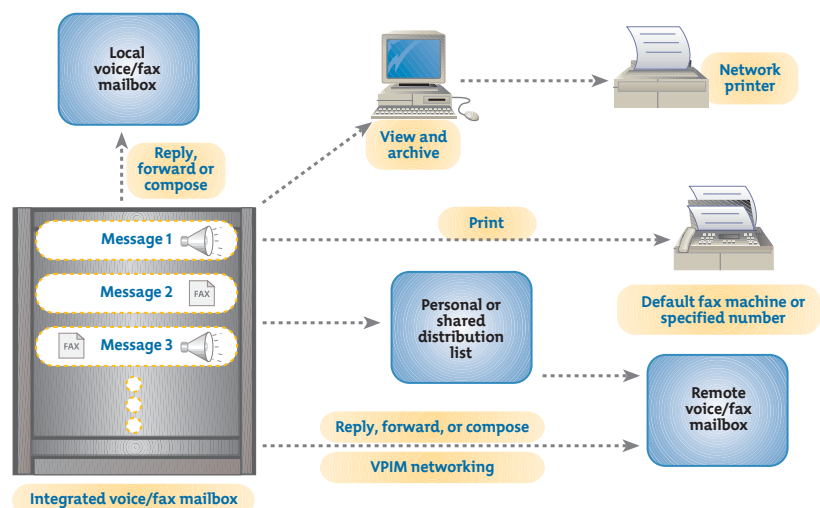 Local
voice/fax
mailbox
Reply,
forward or
compose
View and
archive
Network
printer
Message 1
Print
Message 2
FAX
Personal or
shared
distribution
list
Default fax machine or
specified number
FAX
Message 3
Remote
voice/fax
mailbox
Reply, forward, or compose
VPIM networking
Integrated voice/fax mailbox